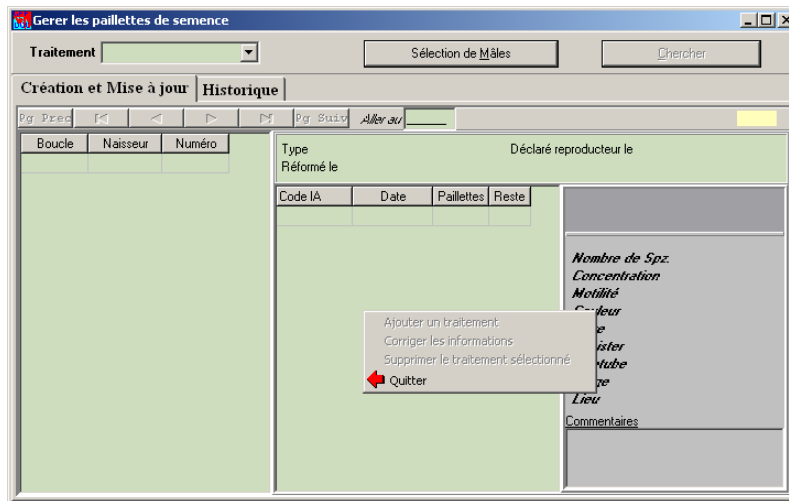 Gerer les paillettes de semence
Traitement
Sélection de Mâles
Chercher
Création et Mise à jour
Historique
Pg Prec
Pg Suiv
Aller au
Boucle Naisseur Numéro
Type
Déclaré reproducteur le
Réformé le
Code IA Date Paillettes Reste
Nombre de Spz.
Concentration
Motilité
Ajouter un traitement
Corriger les informations
Supprimer le traitement sélectionné
Quitter
Lieu
Commentaires